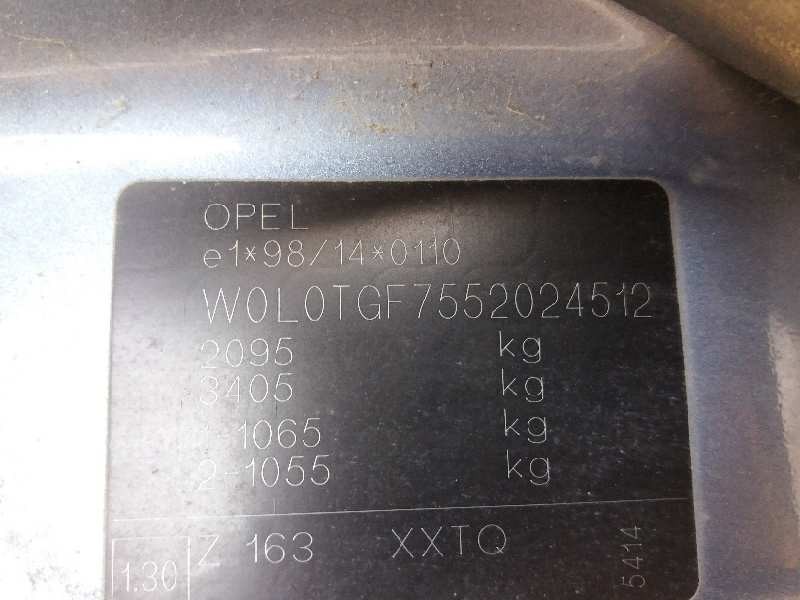 OPEL
e1*98/14*0110
W0L0TGF7552024512
2095 kg
3405 kg
1-1065 kg
2-1055 kg
1.30 Z 163 XXTQ 5414